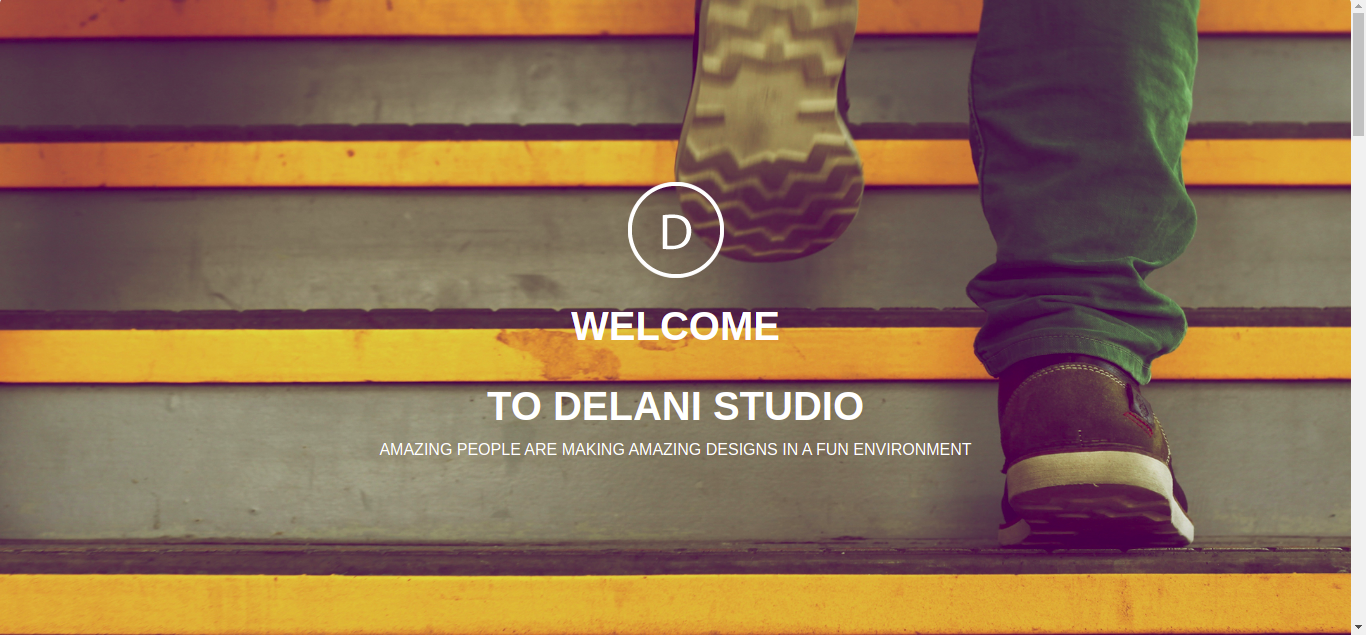 D
WELCOME
TO DELANI STUDIO
AMAZING PEOPLE ARE MAKING AMAZING DESIGNS IN A FUN ENVIRONMENT